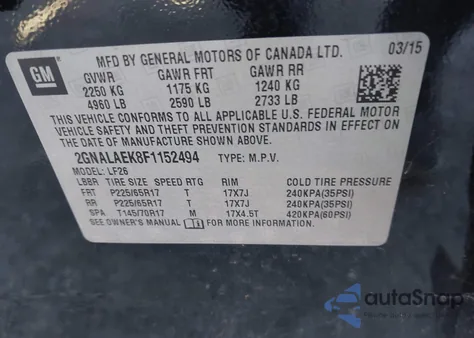 GM
MFD BY GENERAL MOTORS OF CANADA LTD. 03/15
GVWR GAWR FRT GAWR RR
2250 KG 1175 KG 1240 KG
4960 LB 2590 LB 2733 LB
THIS VEHICLE CONFORMS TO ALL APPLICABLE U.S. FEDERAL MOTOR
VEHICLE SAFETY, BUMPER, AND THEFT PREVENTION
STANDARDS IN EFFECT ON
THE DATE OF MANUFACTURE SHOWN ABOVE.
2GNALAEK8F1152494 TYPE: M.P.V.
MODEL: LF26
LBBR TIRE SIZE SPEED RTG RIM COLD TIRE PRESSURE
FRT P225/65R17 T 17X7J 240KPA(35PSI)
RR P225/65R17 T 17X7J 240KPA(35PSI)
SPA T145/70R17 M 17X4.5T 420KPA(60PSI)
SEE OWNER'S MANUAL FOR MORE INFORMATION.
autoSnap